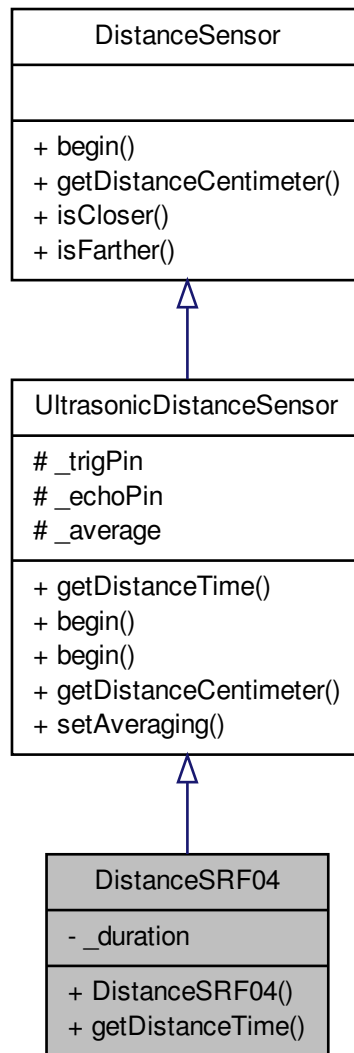 DistanceSensor
+ begin()
+ getDistanceCentimeter()
+ isCloser()
+ isFarther()
UltrasonicDistanceSensor
# _trigPin
# _echoPin
# _average
+ getDistanceTime()
+ begin()
+ begin()
+ getDistanceCentimeter()
+ setAveraging()
DistanceSRF04
- _duration
+ DistanceSRF04()
+ getDistanceTime()